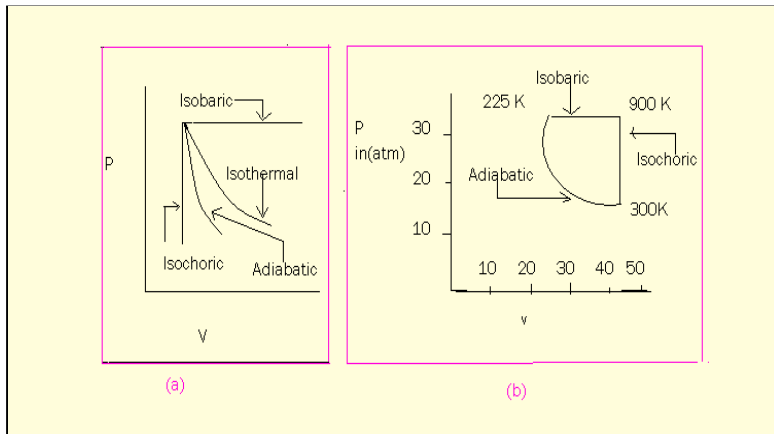 Isobaric
P
Isothermal
Isochoric
Adiabatic
V
(a)
Isobaric
225 K
900 K
P
in(atm)
30
20
10
Isochoric
Adiabatic
300K
10 20 30 40 50
v
(b)